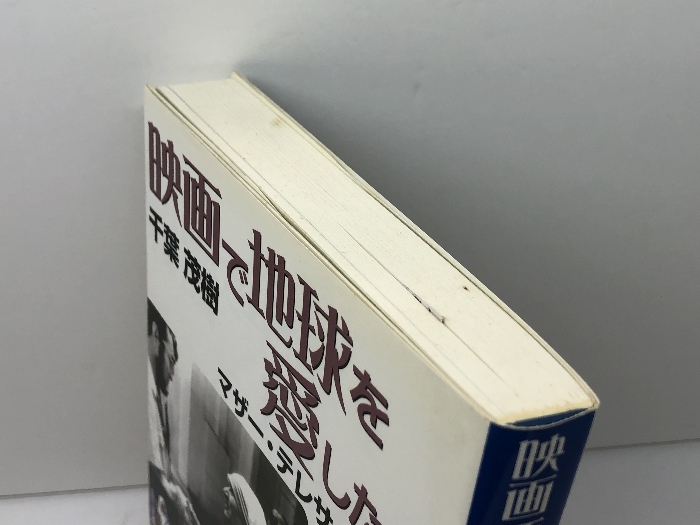 映画で地球を
愛した
千葉 茂樹
マザー・テレサ
映画